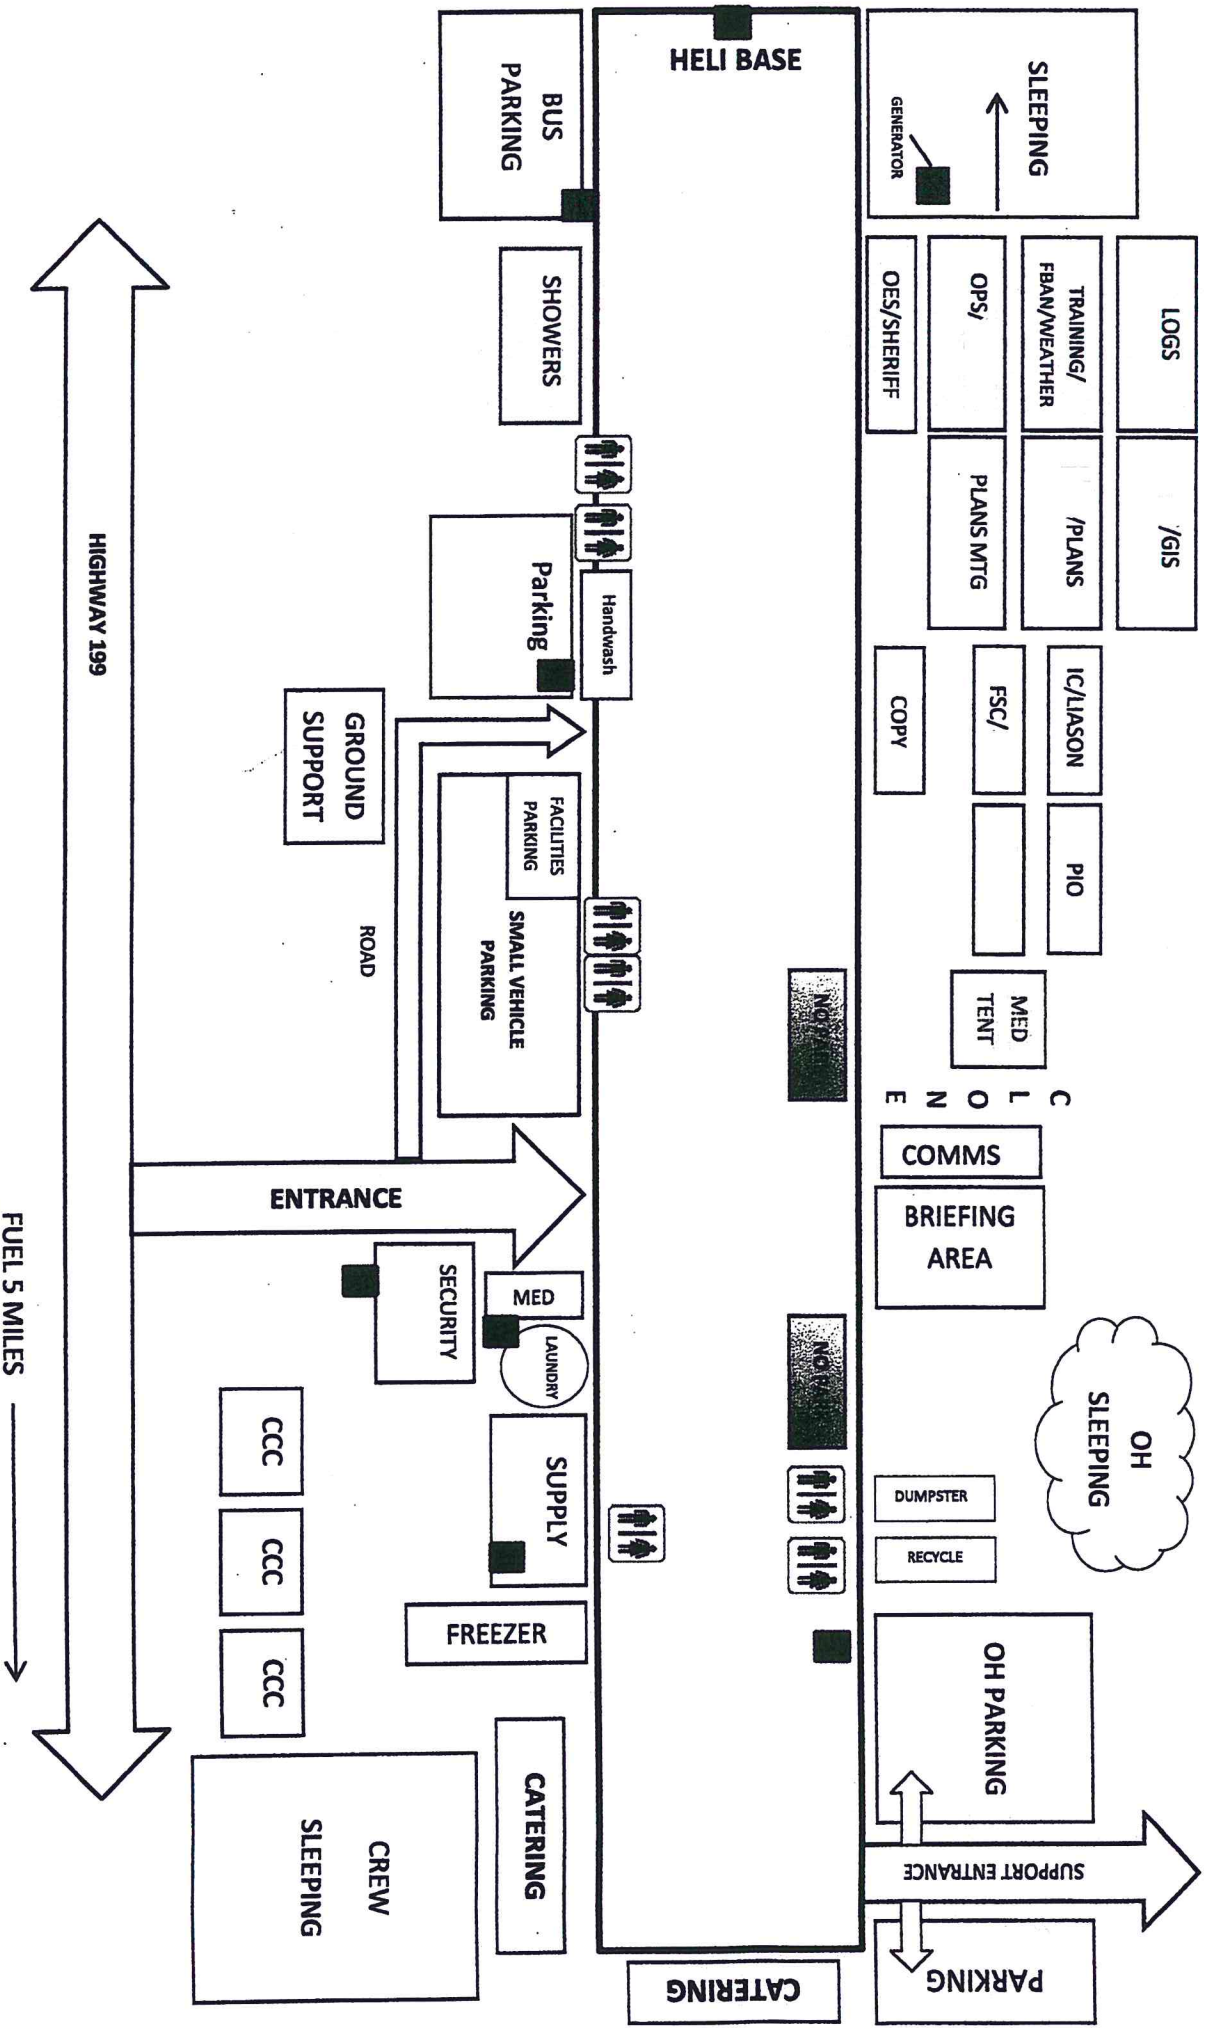 HELI BASE
BUS
PARKING
SLEEPING
GENERATOR
LOGS
TRAINING/
FBAN/WEATHER
OPS/
OES/SHERIFF
/GIS
/PLANS
PLANS MTG
SHOWERS
Parking
Handwash
IC/LIASON
FSC/
COPY
PIO
GROUND
SUPPORT
FACILITIES
PARKING
SMALL VEHICLE
PARKING
ROAD
HIGHWAY 199
MED
TENT
C L O N E
COMMS
BRIEFING
AREA
ENTRANCE
SECURITY
MED
LAUNDRY
SUPPLY
FREEZER
CCC
CCC
CCC
OH
SLEEPING
DUMPSTER
RECYCLE
OH PARKING
SUPPORT ENTRANCE
PARKING
CATERING
CATERING
CREW
SLEEPING
FUEL 5 MILES
NO
NO